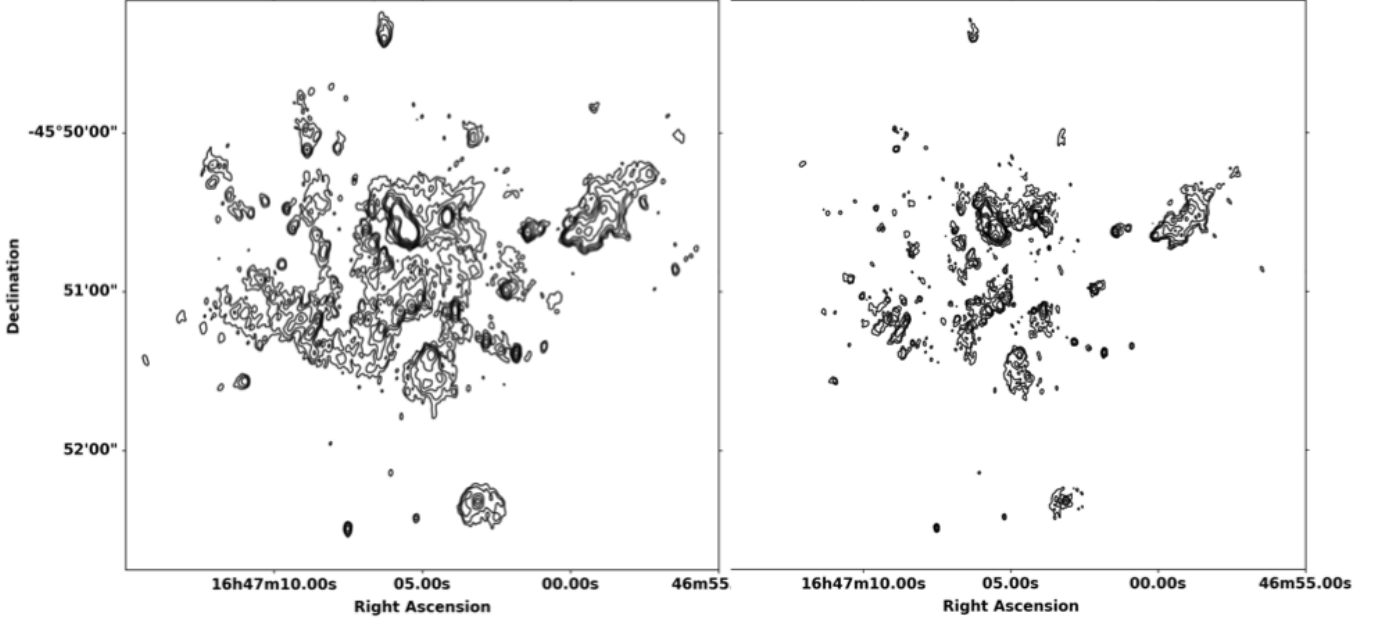 -45°50'00"
51'00"
52'00"
Declination
16h47m10.00s 05.00s 00.00s 46m55.
Right Ascension
16h47m10.00s 05.00s 00.00s 46m55.00s
Right Ascension